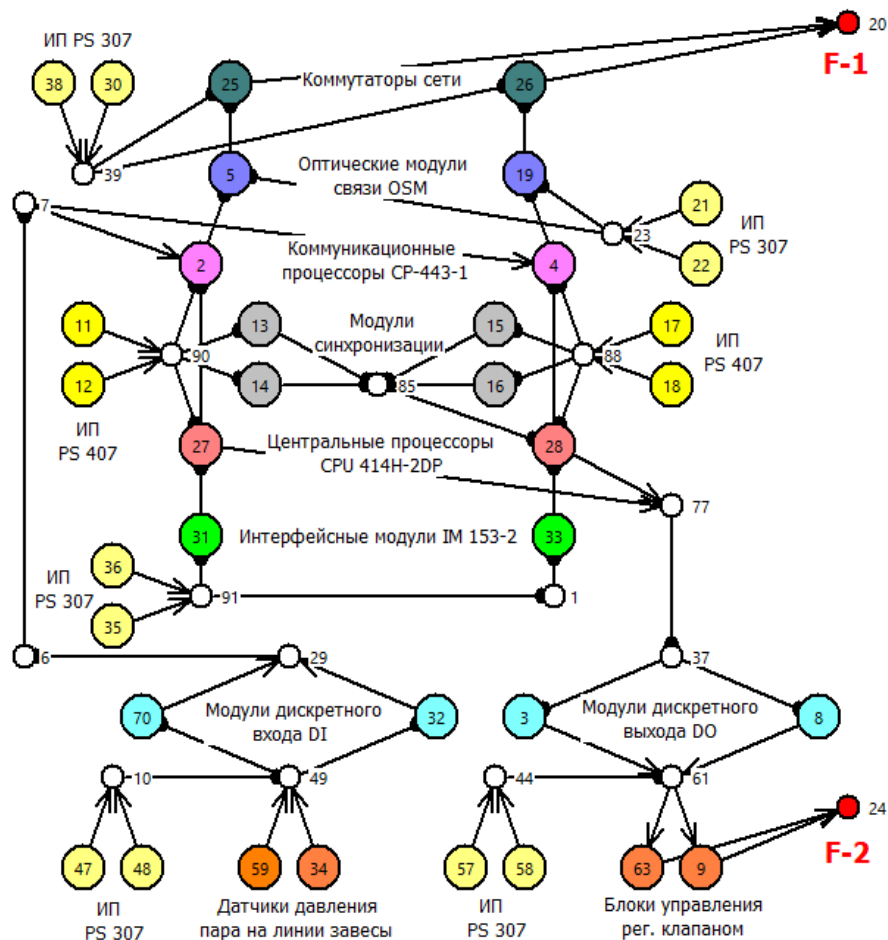 20
ИП PS 307
F-1
38
30
25
Коммутаторы сети
26
39
5
Оптические модули
связи OSM
19
7
21
ИП
PS 307
23
22
2
Коммуникационные
процессоры CP-443-1
4
11
13
Модули
синхронизации
15
17
ИП
PS 407
90
88
12
14
85
16
18
ИП
PS 407
27
Центральные процессоры
CPU 414H-2DP
28
77
31
Интерфейсные модули IM 153-2
33
36
ИП
PS 307
35
91
1
6
29
37
70
Модули дискретного
входа DI
32
3
Модули дискретного
выхода DO
8
10
49
44
61
24
F-2
47
48
59
34
57
58
63
9
ИП
PS 307
Датчики давления
пара на линии завесы
ИП
PS 307
Блоки управления
рег. клапаном